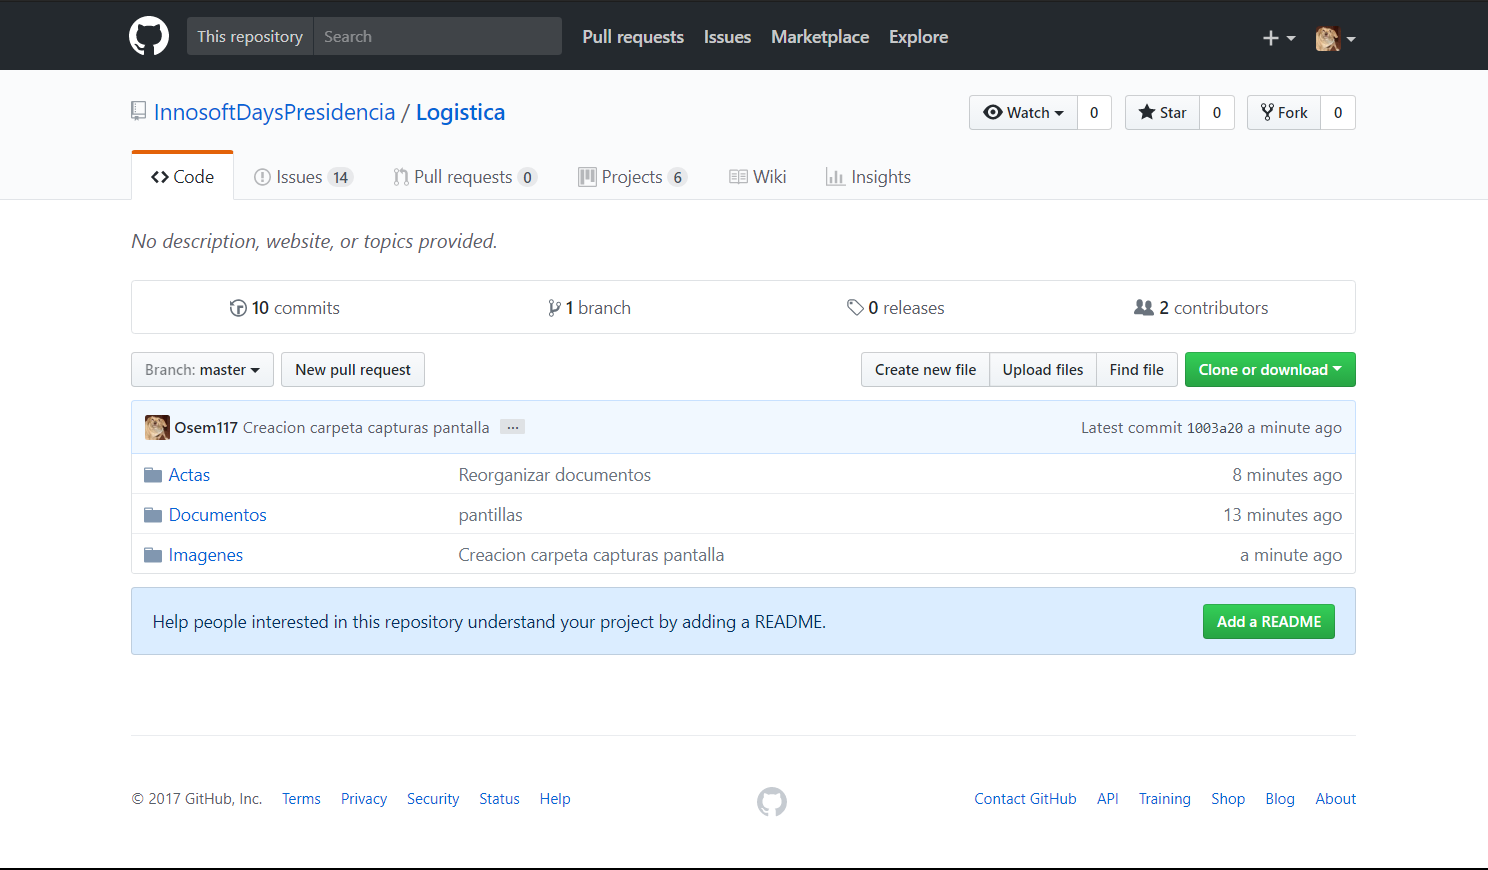 This repository Search Pull requests Issues Marketplace Explore
InnosoftDaysPresidencia / Logistica Watch 0 Star 0 Fork 0
Code Issues 14 Pull requests 0 Projects 6 Wiki Insights
No description, website, or topics provided.
10 commits 1 branch 0 releases 2 contributors
Branch: master New pull request Create new file Upload files Find file Clone or download
Osem117 Creacion carpeta capturas pantalla ... Latest commit 1003a20 a minute ago
Actas Reorganizar documentos 8 minutes ago
Documentos pantillas 13 minutes ago
Imagenes Creacion carpeta capturas pantalla a minute ago
Help people interested in this repository understand your project by adding a README. Add a README
© 2017 GitHub, Inc. Terms Privacy Security Status Help Contact GitHub API Training Shop Blog About